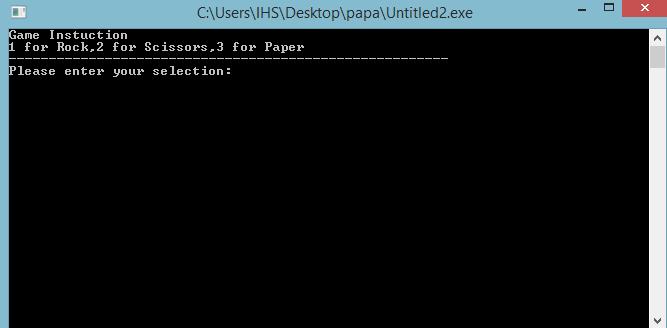 C:\Users\IHS\Desktop\papa\Untitled2.exe
Game Instuction
1 for Rock,2 for Scissors,3 for Paper
--------------------------------------------------------
Please enter your selection: